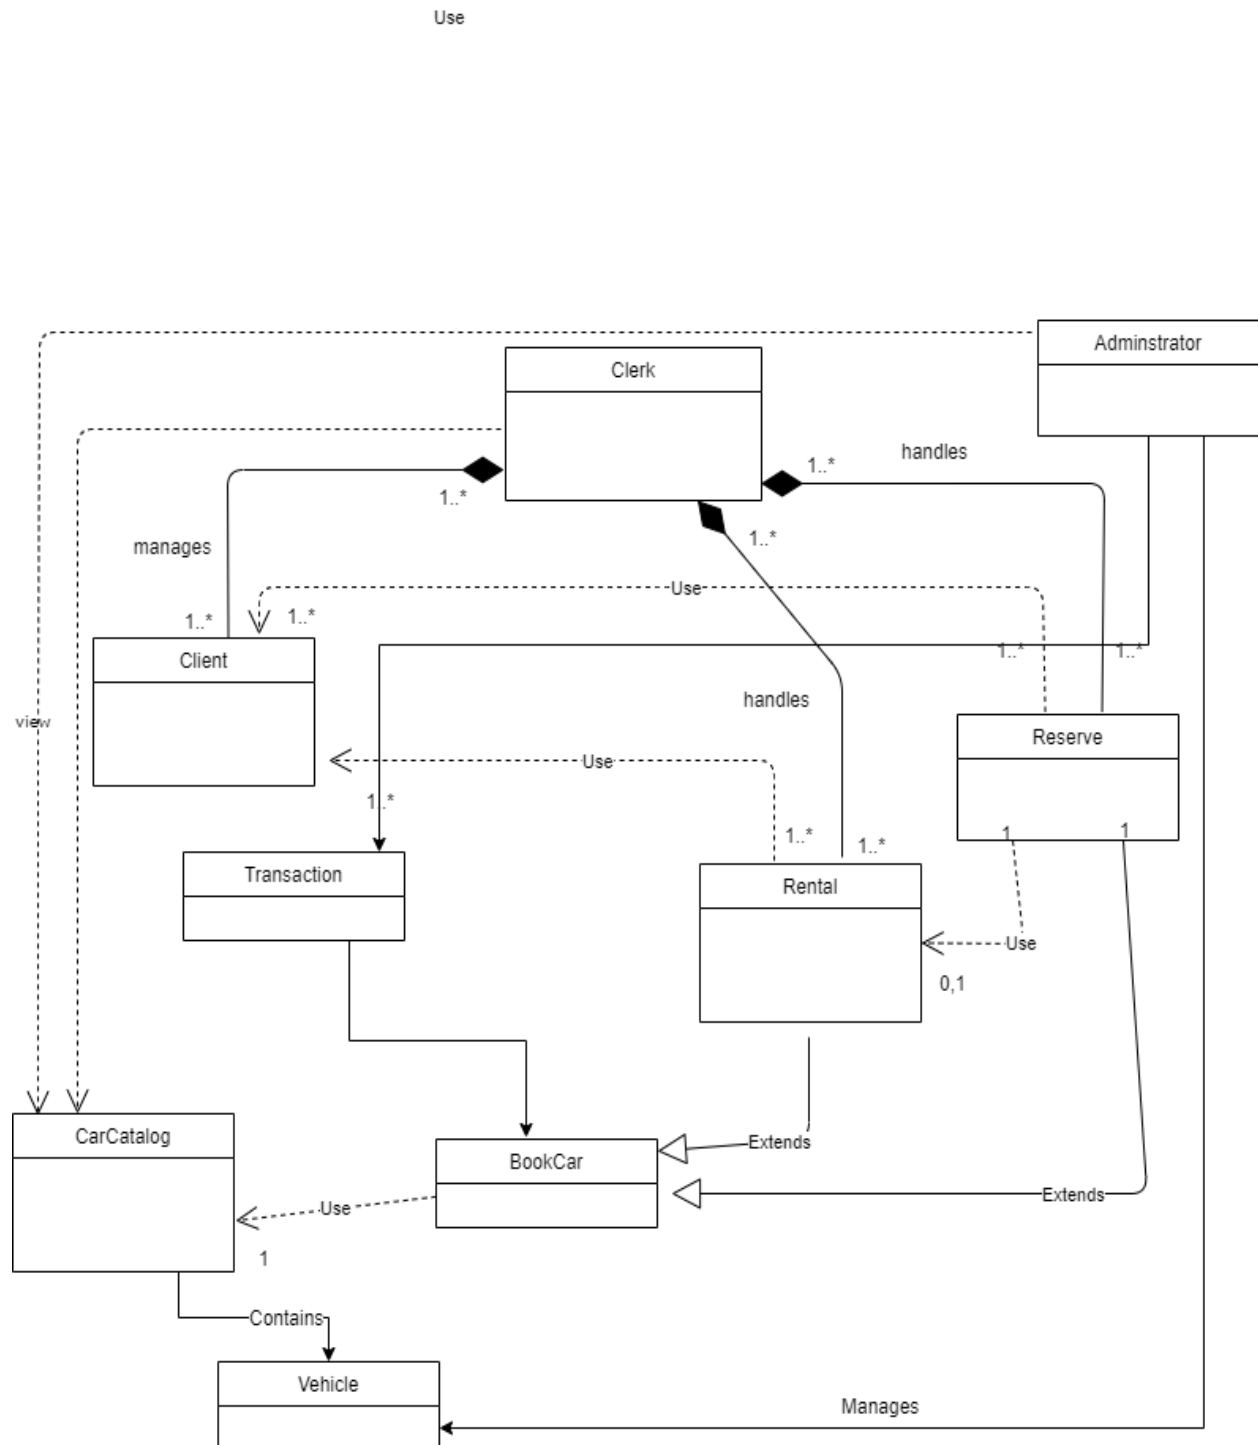 Use
Adminstrator
Clerk
handles
1..*
1..*
1..*
manages
Use
1..*
1..*
1..*
1..*
Client
handles
view
Reserve
Use
1..*
1..*
1..*
1
1
Transaction
Rental
Use
0,1
CarCatalog
Extends
BookCar
Extends
Use
1
Contains
Vehicle
Manages